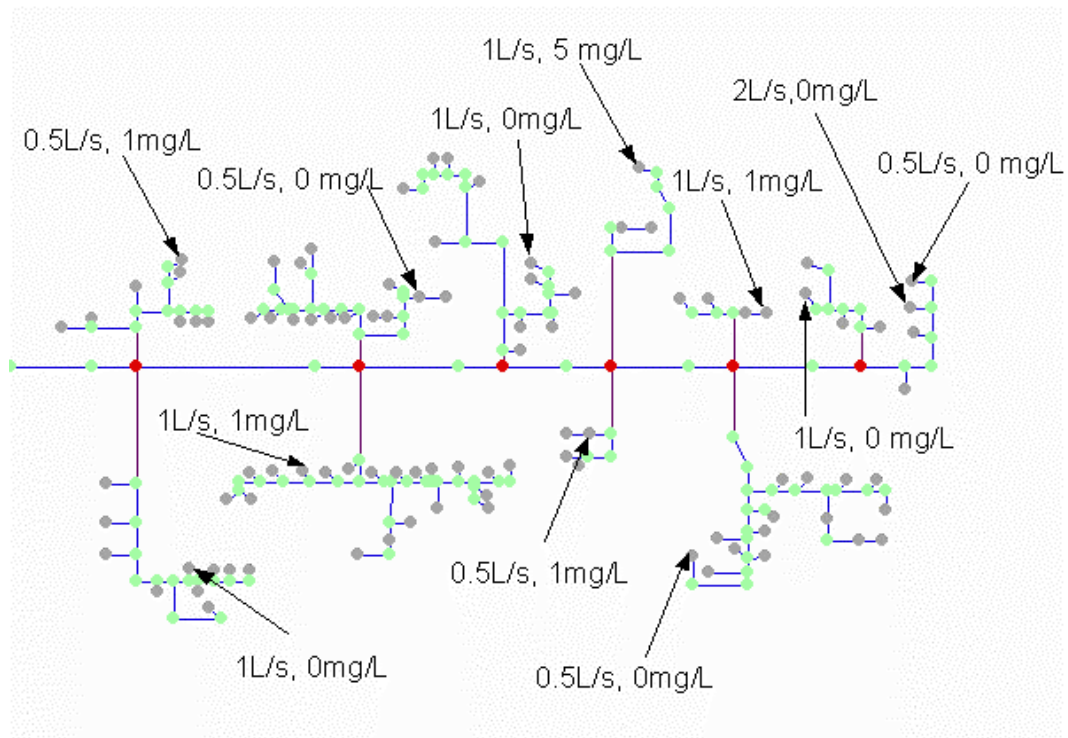 1L/s, 5 mg/L
2L/s,0mg/L
1L/s, 0mg/L
0.5L/s, 1mg/L
0.5L/s, 0 mg/L
0.5L/s, 0 mg/L
1L/s, 1mg/L
1L/s, 1mg/L
1L/s, 0 mg/L
0.5L/s, 1mg/L
1L/s, 0mg/L
0.5L/s, 0mg/L